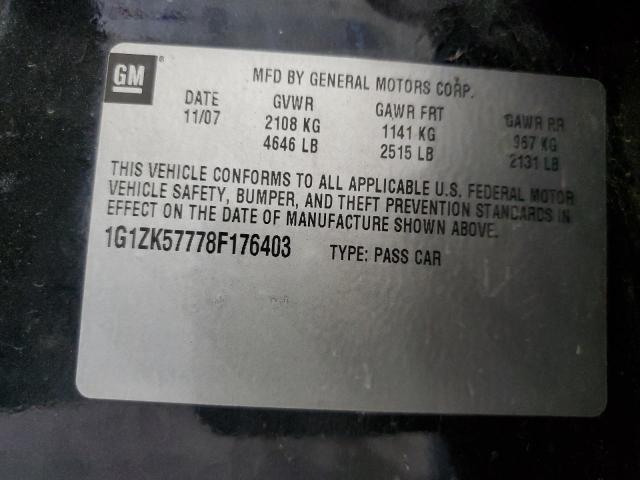 GM ®
MFD BY GENERAL MOTORS CORP.
DATE GVWR GAWR FRT GAWR RR
11/07 2108 KG 1141 KG 967 KG
4646 LB 2515 LB 2131 LB
THIS VEHICLE CONFORMS TO ALL APPLICABLE U.S. FEDERAL MOTOR
VEHICLE SAFETY, BUMPER, AND THEFT PREVENTION STANDARDS IN
EFFECT ON THE DATE OF MANUFACTURE SHOWN ABOVE.
1G1ZK57778F176403 TYPE: PASS CAR